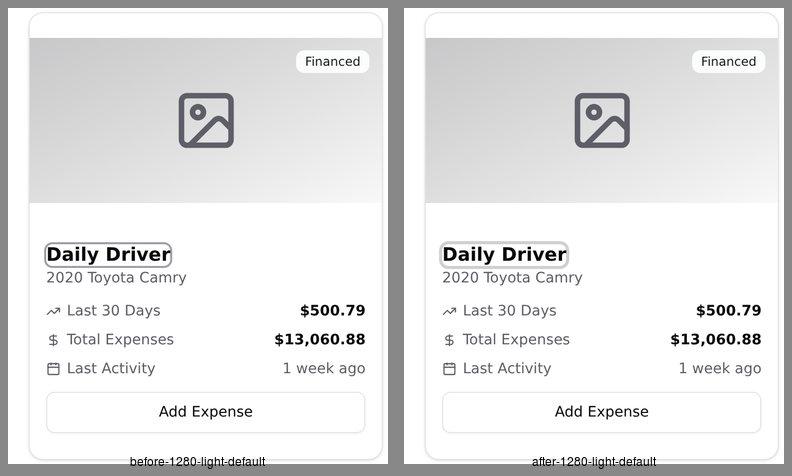 Financed
Daily Driver
2020 Toyota Camry
Last 30 Days $500.79
Total Expenses $13,060.88
Last Activity 1 week ago
Add Expense
before-1280-light-default
Financed
Daily Driver
2020 Toyota Camry
Last 30 Days $500.79
Total Expenses $13,060.88
Last Activity 1 week ago
Add Expense
after-1280-light-default